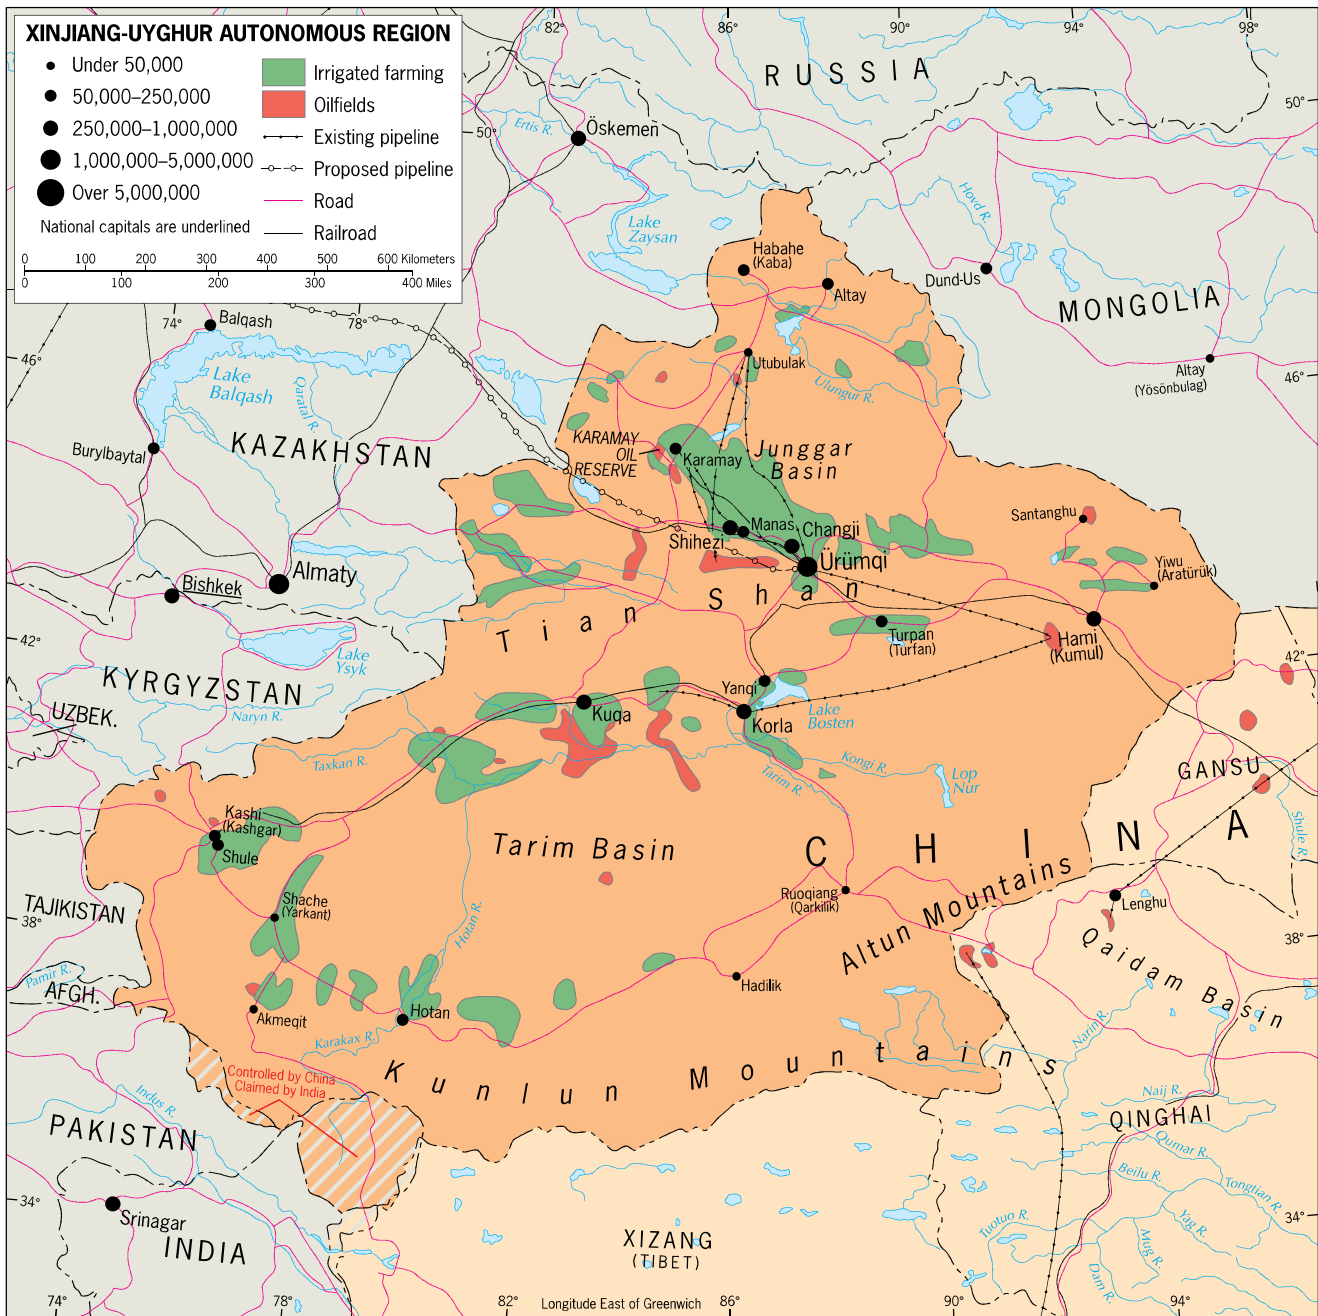 XINJIANG-UYGHUR AUTONOMOUS REGION
Under 50,000
50,000–250,000
250,000–1,000,000
1,000,000–5,000,000
Over 5,000,000
National capitals are underlined
Irrigated farming
Oilfields
Existing pipeline
Proposed pipeline
Road
Railroad
0 100 200 300 400 500 600 Kilometers
0 100 200 300 400 Miles
82° 86° 90° 94° 98°
RUSSIA
50°
50°
Ertis R.
Öskemen
Hovd R.
Lake
Zaysan
Habahe
(Kaba)
Altay
Dund-Us
MONGOLIA
74°
78°
Balqash
46°
46°
Utubulak
Altay
(Yösönbulag)
Lake
Balqash
Qaratal R.
Ulungur R.
Burylbaytal
KAZAKHSTAN
KARAMAY
OIL
RESERVE
Karamay
Junggar
Basin
Santanghu
Manas
Changji
Shihezi
Ürümqi
Yiwu
(Aratürük)
Almaty
Bishkek
Tian Shan
Turpan
(Turfan)
Hami
(Kumul)
42°
42°
Lake
Ysyk
KYRGYZSTAN
Yanqi
Naryn R.
UZBEK.
Kuqa
Korla
Lake
Bosten
Taxkan R.
Kongi R.
Tarim R.
Lop
Nur
GANSU
Shule R.
Kashi
(Kashgar)
Shule
Tarim Basin
CHINA
Shache
(Yarkant)
Ruoqiang
(Qarkilik)
Altun Mountains
Lenghu
TAJIKISTAN
38°
38°
Hotan R.
Qaidam Basin
Pamir R.
AFGH.
Hadilik
Akmeqit
Hotan
Karakax R.
Narin R.
Kunlun Mountains
Controlled by China
Claimed by India
Indus R.
Naij R.
PAKISTAN
QINGHAI
Qumar R.
Beilu R.
Tongtian R.
34°
34°
Srinagar
INDIA
XIZANG
(TIBET)
Tuotuo R.
Yag R.
Mug R.
Dam R.
74° 78° 82° 86° 90° 94°
Longitude East of Greenwich